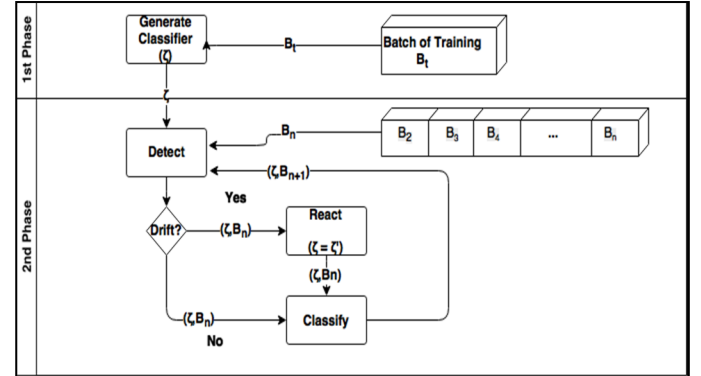 1st Phase
Generate
Classifier
(ζ)
Bt
Batch of Training
Bt
ζ
2nd Phase
Detect
Bn
B2
B3
B4
...
Bn
(ζ,Bn+1)
Yes
Drift?
(ζ,Bn)
React
(ζ = ζ')
(ζ,Bn)
Classify
(ζ,Bn)
No